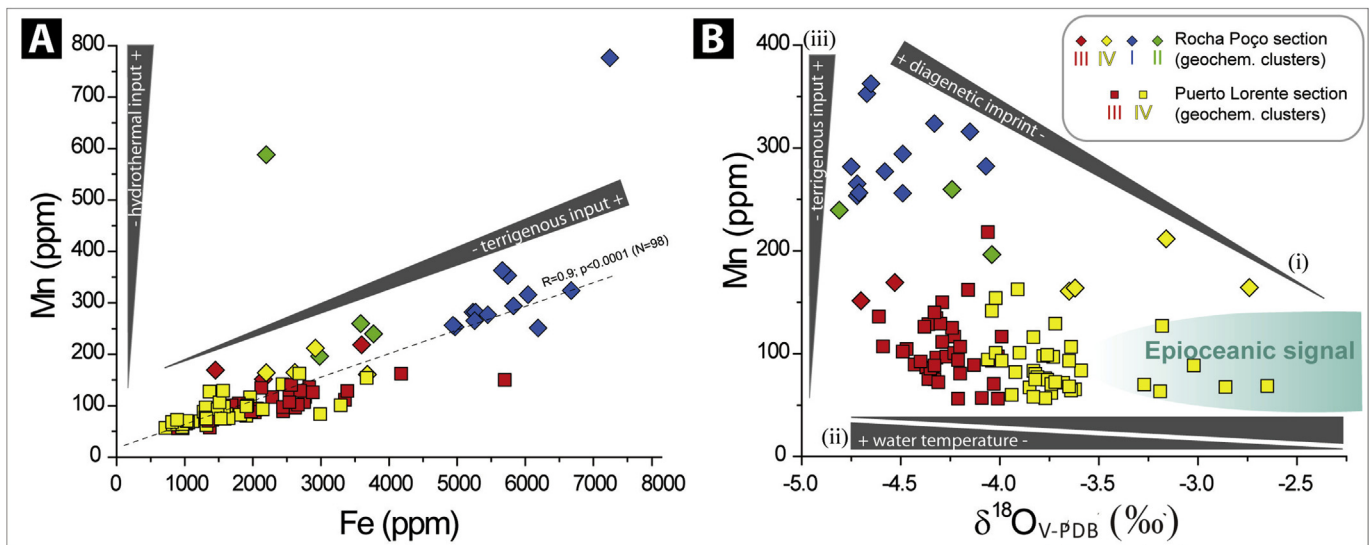 A
800
700
600
500
400
300
200
100
0
Mn (ppm)
- hydrothermal input +
- terrigenous input +
R=0.9; p<0.0001 (N=98)
0 1000 2000 3000 4000 5000 6000 7000 8000
Fe (ppm)
B
(iii)
400
300
200
100
0
Mn (ppm)
- terrigenous input +
+ diagenetic imprint -
(i)
Rocha Poço section
III IV I II (geochem. clusters)
Puerto Lorente section
III IV (geochem. clusters)
Epioceanic signal
(ii)
+ water temperature -
-5.0 -4.5 -4.0 -3.5 -3.0 -2.5
δ18OV-PDB (‰)